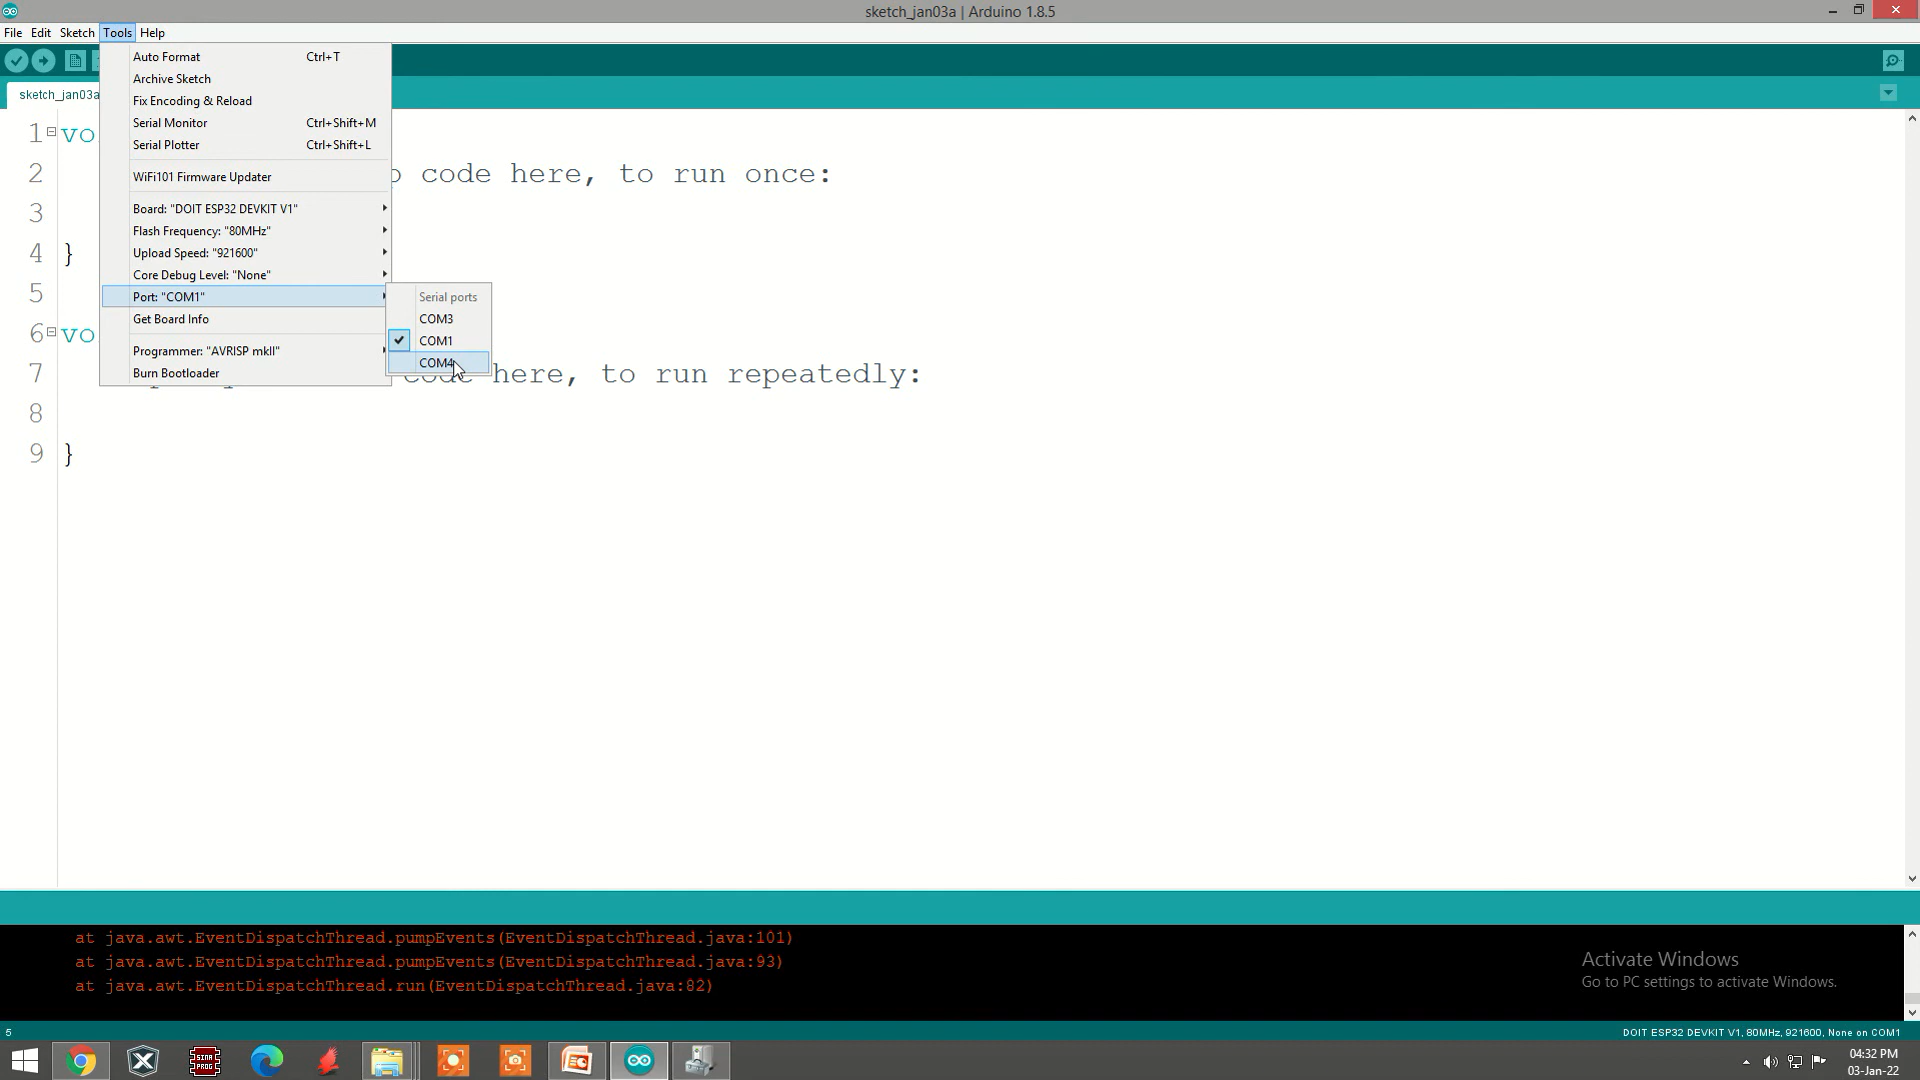 sketch_jan03a | Arduino 1.8.5
File Edit Sketch Tools Help
Auto Format Ctrl+T
Archive Sketch
Fix Encoding & Reload
Serial Monitor Ctrl+Shift+M
Serial Plotter Ctrl+Shift+L
WiFi101 Firmware Updater
Board: "DOIT ESP32 DEVKIT V1"
Flash Frequency: "80MHz"
Upload Speed: "921600"
Core Debug Level: "None"
Port: "COM1"
Get Board Info
Programmer: "AVRISP mkII"
Burn Bootloader
Serial ports
COM3
COM1
COM4
sketch_jan03a
1 vo
2 p code here, to run once:
3
4 }
5
6 vo
7 code here, to run repeatedly:
8
9 }
at java.awt.EventDispatchThread.pumpEvents(EventDispatchThread.java:101)
at java.awt.EventDispatchThread.pumpEvents(EventDispatchThread.java:93)
at java.awt.EventDispatchThread.run(EventDispatchThread.java:82)
Activate Windows
Go to PC settings to activate Windows.
5 DOIT ESP32 DEVKIT V1, 80MHz, 921600, None on COM1
SINA
PROG
04:32 PM
03-Jan-22